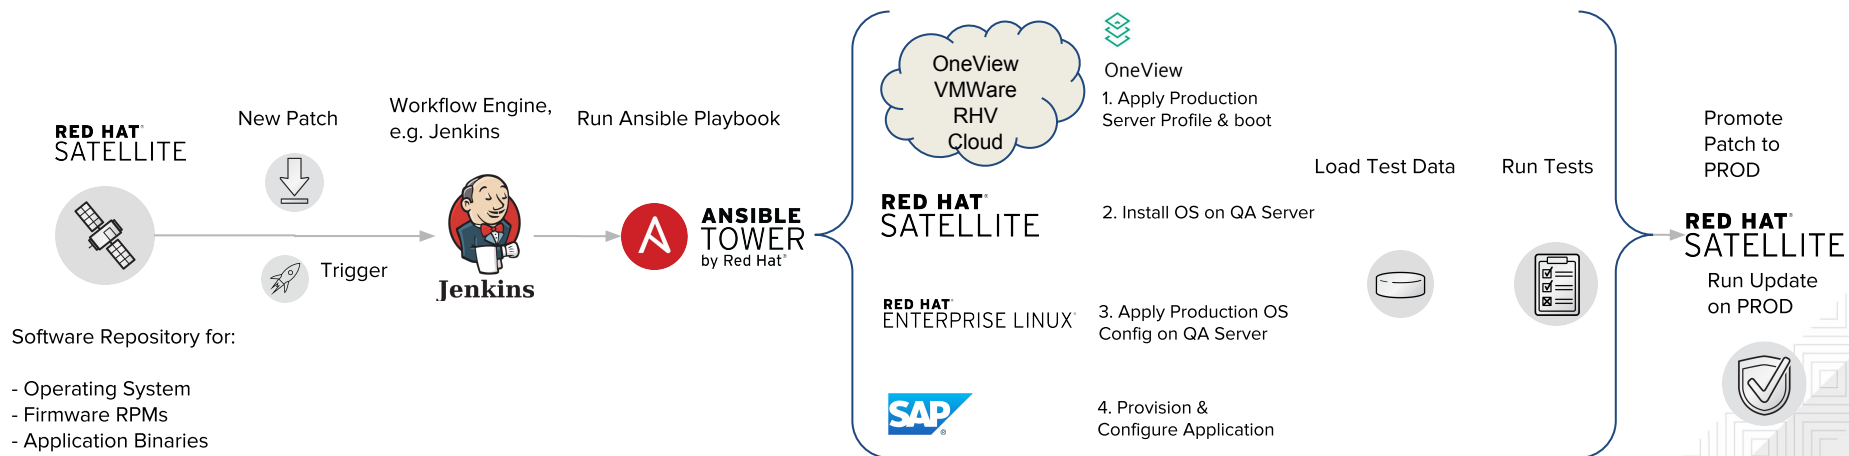 RED HAT®
SATELLITE
New Patch
Trigger
Software Repository for:
- Operating System
- Firmware RPMs
- Application Binaries
Workflow Engine,
e.g. Jenkins
Jenkins
Run Ansible Playbook
ANSIBLE
TOWER
by Red Hat®
OneView
VMWare
RHV
Cloud
OneView
1. Apply Production
Server Profile & boot
RED HAT®
SATELLITE
2. Install OS on QA Server
RED HAT®
ENTERPRISE LINUX®
3. Apply Production OS
Config on QA Server
SAP®
4. Provision &
Configure Application
Load Test Data
Run Tests
Promote
Patch to
PROD
RED HAT®
SATELLITE
Run Update
on PROD